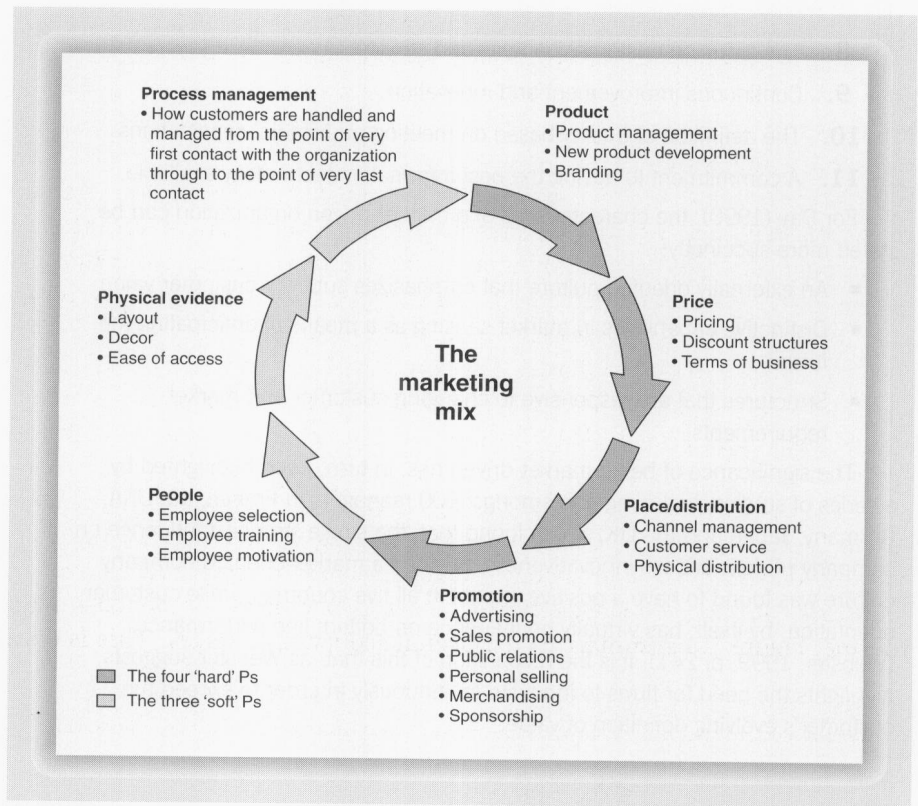 Process management
• How customers are handled and
managed from the point of very
first contact with the organization
through to the point of very last
contact
Product
• Product management
• New product development
• Branding
Price
• Pricing
• Discount structures
• Terms of business
Place/distribution
• Channel management
• Customer service
• Physical distribution
Promotion
• Advertising
• Sales promotion
• Public relations
• Personal selling
• Merchandising
• Sponsorship
People
• Employee selection
• Employee training
• Employee motivation
Physical evidence
• Layout
• Decor
• Ease of access
The
marketing
mix
The four 'hard' Ps
The three 'soft' Ps